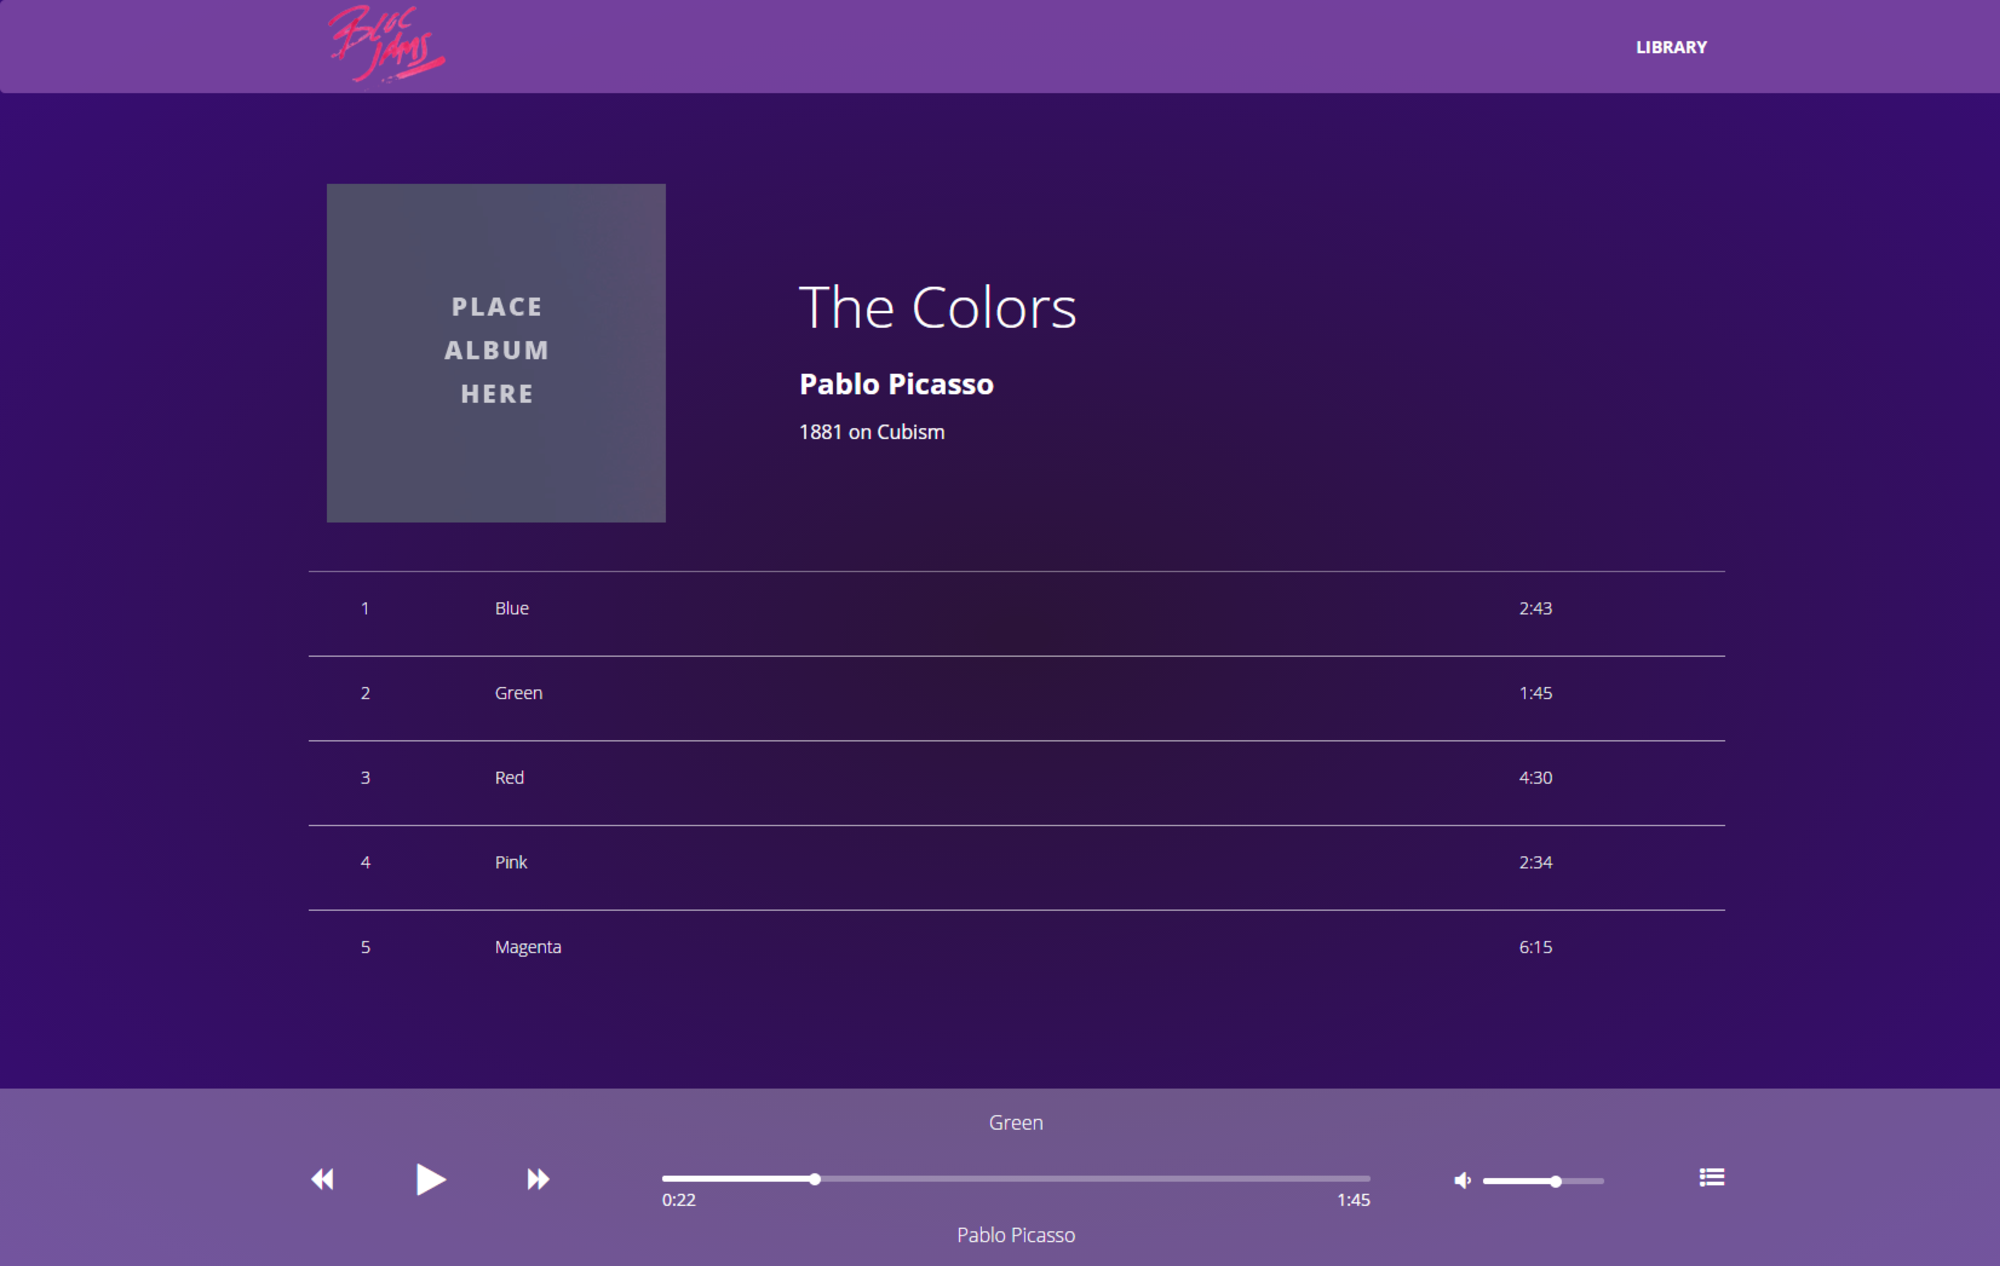 Bloc
Jams
LIBRARY
PLACE
ALBUM
HERE
The Colors
Pablo Picasso
1881 on Cubism
1 Blue 2:43
2 Green 1:45
3 Red 4:30
4 Pink 2:34
5 Magenta 6:15
Green
0:22 1:45
Pablo Picasso